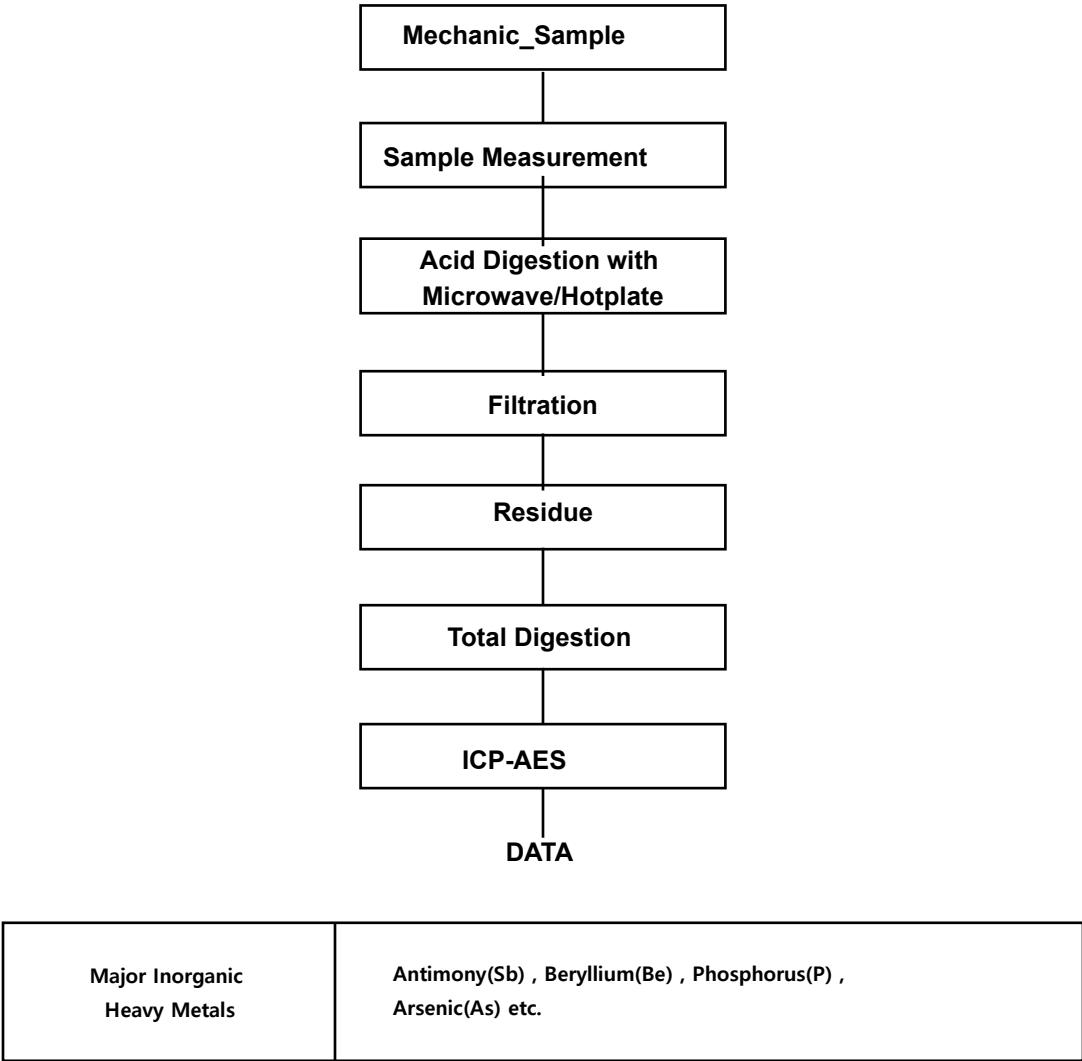 Mechanic_Sample
Sample Measurement
Acid Digestion with
Microwave/Hotplate
Filtration
Residue
Total Digestion
ICP-AES
DATA
Major Inorganic
Heavy Metals
Antimony(Sb) , Beryllium(Be) , Phosphorus(P) ,
Arsenic(As) etc.